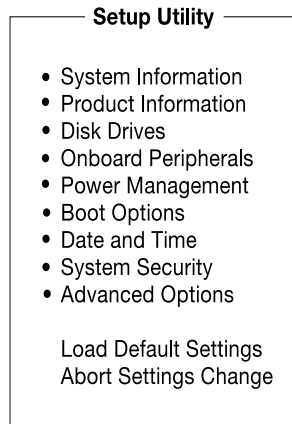 Setup Utility
• System Information
• Product Information
• Disk Drives
• Onboard Peripherals
• Power Management
• Boot Options
• Date and Time
• System Security
• Advanced Options
Load Default Settings
Abort Settings Change